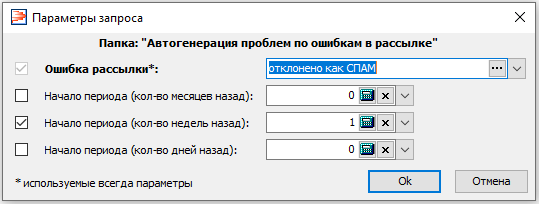 Параметры запроса
Папка: "Автогенерация проблем по ошибкам в рассылке"
Ошибка рассылки*: отклонено как СПАМ ...
Начало периода (кол-во месяцев назад): 0
Начало периода (кол-во недель назад): 1
Начало периода (кол-во дней назад): 0
* используемые всегда параметры Ok Отмена